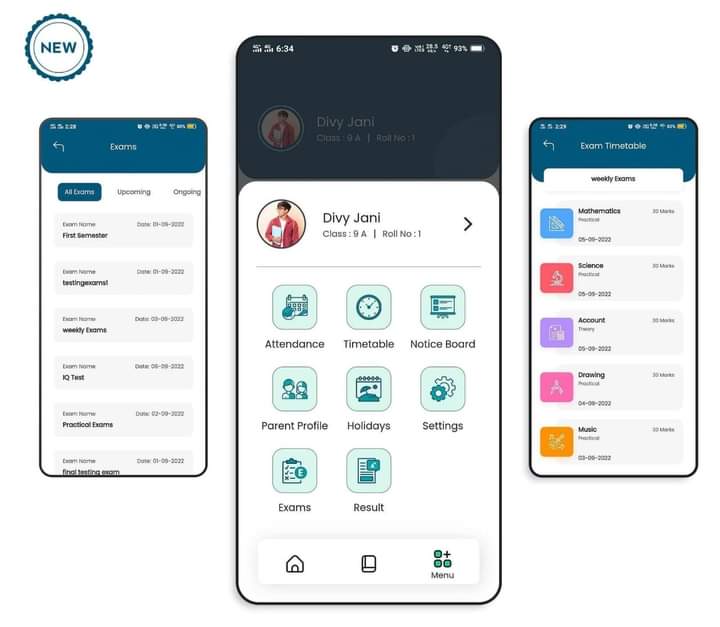 NEW
2:28
Exams
All Exams
Upcoming
Ongoing
Exam Name
Date: 01-09-2022
First Semester
Exam Name
Date: 01-09-2022
testingexams1
Exam Name
Date: 03-09-2022
weekly Exams
Exam Name
IQ Test
Exam Name
Date: 02-09-2022
Practical Exams
Exam Name
Date: 01-09-2022
final testing exam
6:34
93%
Divy Jani
Class : 9 A | Roll No : 1
Divy Jani
Class : 9 A | Roll No : 1
Attendance
Timetable
Notice Board
Parent Profile
Holidays
Settings
Exams
Result
Menu
2:29
Exam Timetable
weekly Exams
Mathematics
30 Marks
Practical
05-09-2022
Science
30 Marks
Practical
05-09-2022
Account
30 Marks
Theory
05-09-2022
Drawing
30 Marks
Practical
04-09-2022
Music
30 Marks
Practical
03-09-2022